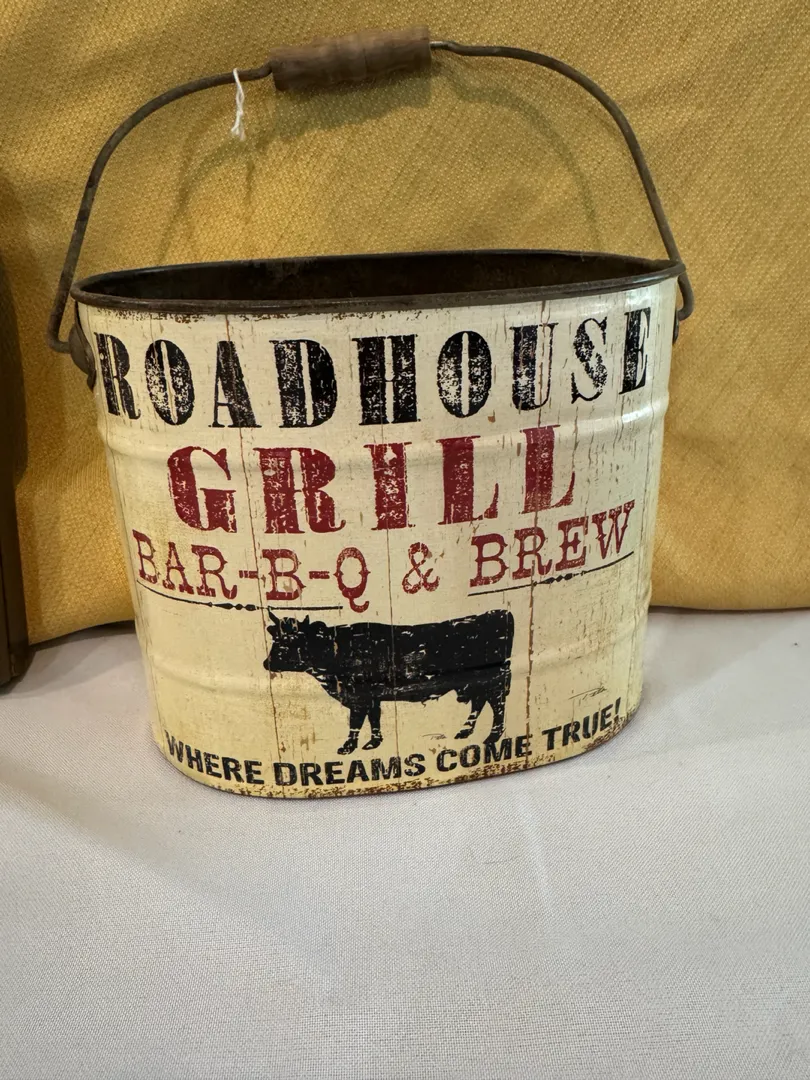 ROADHOUSE
GRILL
BAR-B-Q & BREW
WHERE DREAMS COME TRUE!